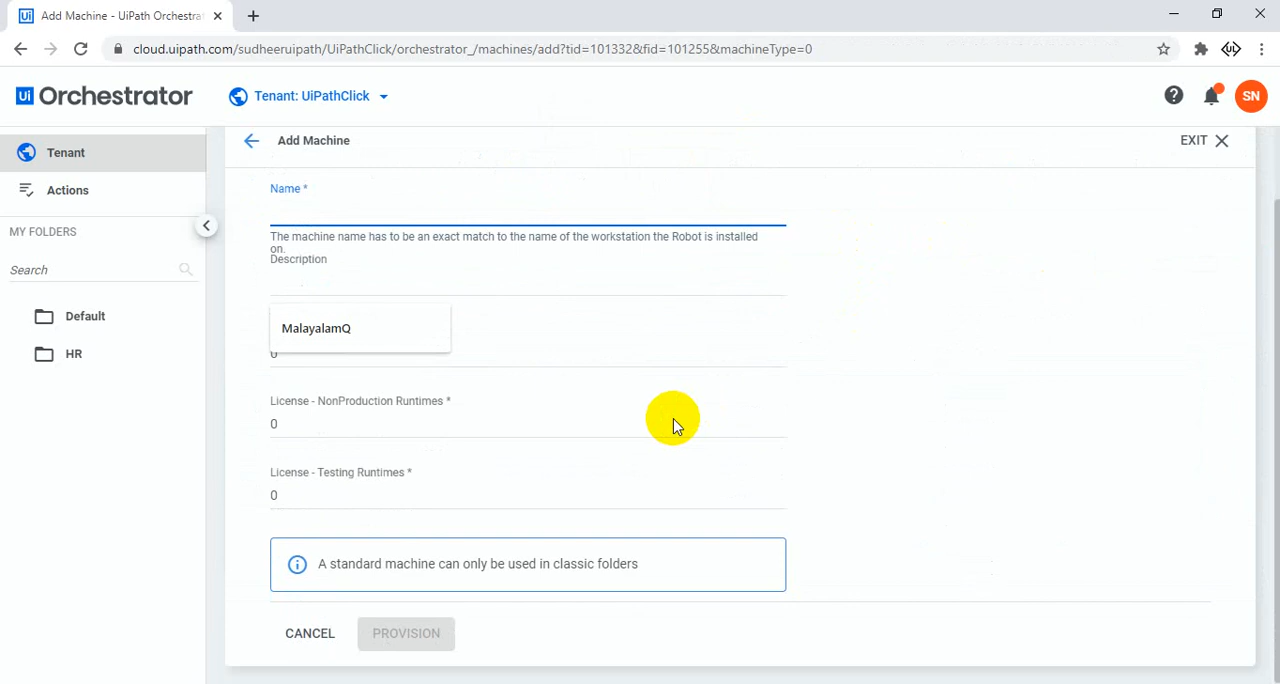 Add Machine - UiPath Orchestra
cloud.uipath.com/sudheeruipath/UiPathClick/orchestrator_/machines/add?tid=101332&fid=101255&machineType=0
Ui Orchestrator
Tenant: UiPathClick
SN
Tenant
Add Machine
EXIT
Actions
MY FOLDERS
Search
Default
HR
Name *
The machine name has to be an exact match to the name of the workstation the Robot is installed
on.
Description
MalayalamQ
0
License - NonProduction Runtimes *
0
License - Testing Runtimes *
0
A standard machine can only be used in classic folders
CANCEL
PROVISION